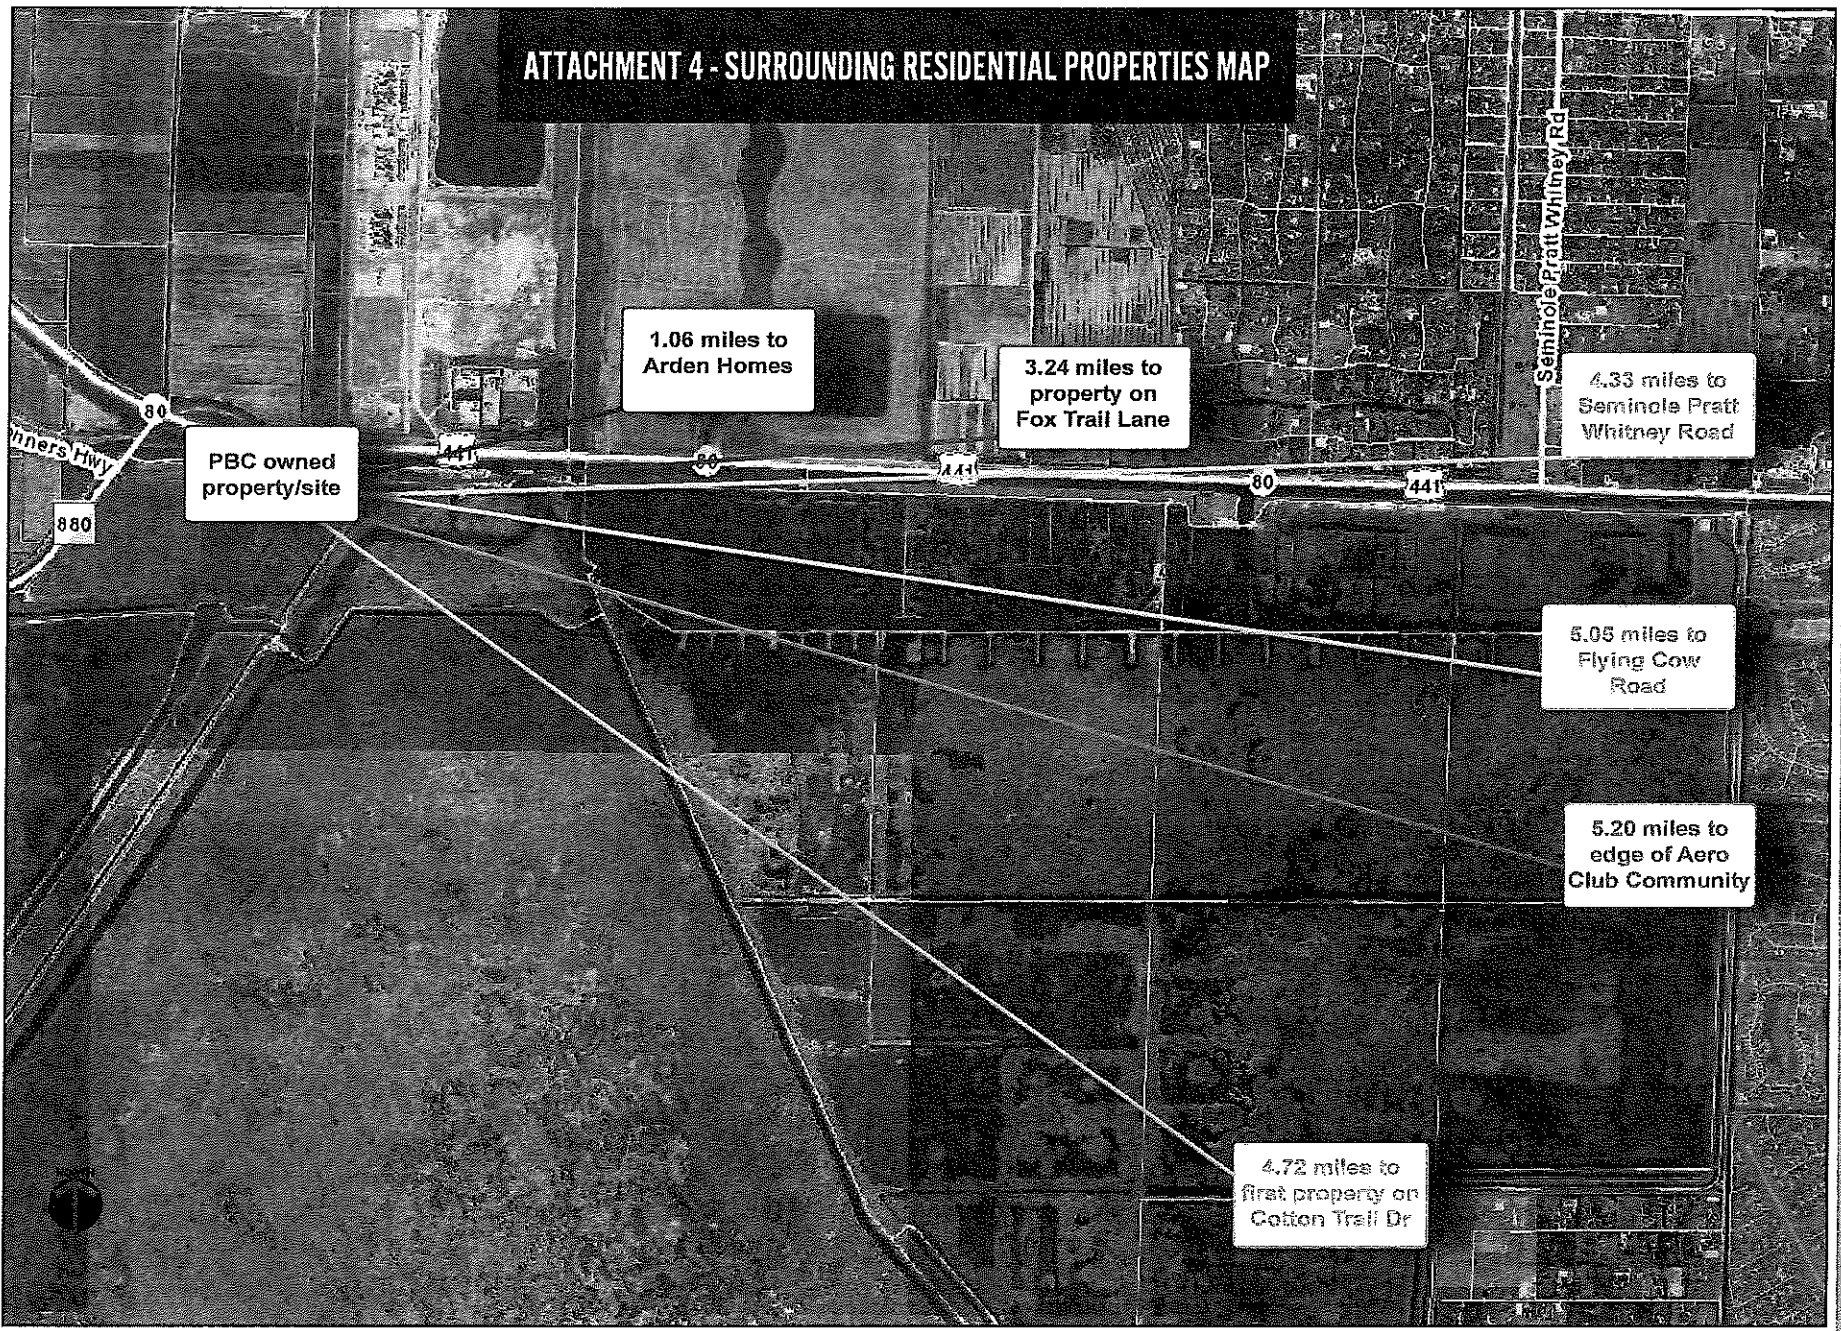 ATTACHMENT 4 - SURROUNDING RESIDENTIAL PROPERTIES MAP
Seminole Pratt Whitney Rd
1.06 miles to
Arden Homes
3.24 miles to
property on
Fox Trail Lane
4.33 miles to
Seminole Pratt
Whitney Road
80
nners Hwy
PBC owned
property/site
441
80
441
80
441
880
5.05 miles to
Flying Cow
Road
5.20 miles to
edge of Aero
Club Community
4.72 miles to
first property on
Cotton Trail Dr